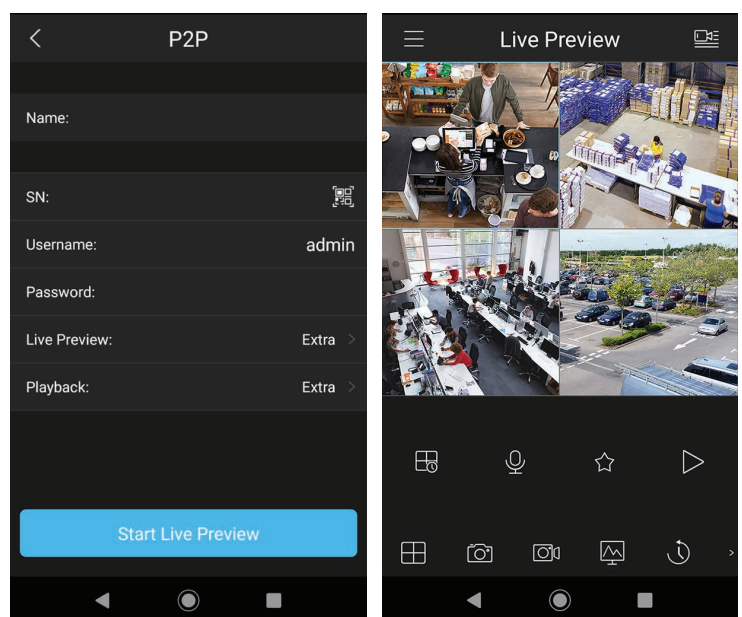 P2P
Name:
SN:
Username: admin
Password:
Live Preview: Extra
Playback: Extra
Start Live Preview
Live Preview